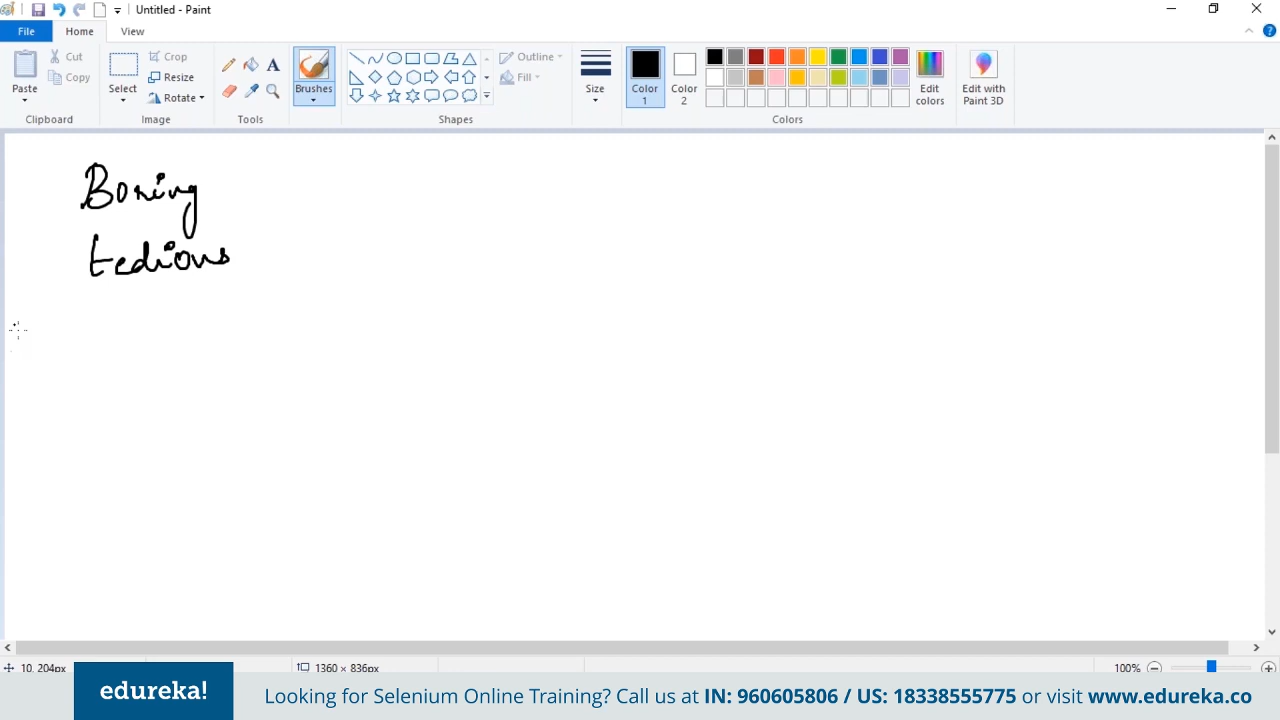 Untitled - Paint
File Home View
Paste
Cut
Copy
Clipboard
Select
Crop
Resize
Rotate
Image
Tools
Brushes
Shapes
Outline
Fill
Size
Color 1
Color 2
Colors
Edit colors
Edit with Paint 3D
Boring
tedious
10, 204px
1360 × 836px
100%
edureka!
Looking for Selenium Online Training? Call us at IN: 960605806 / US: 18338555775 or visit www.edureka.co